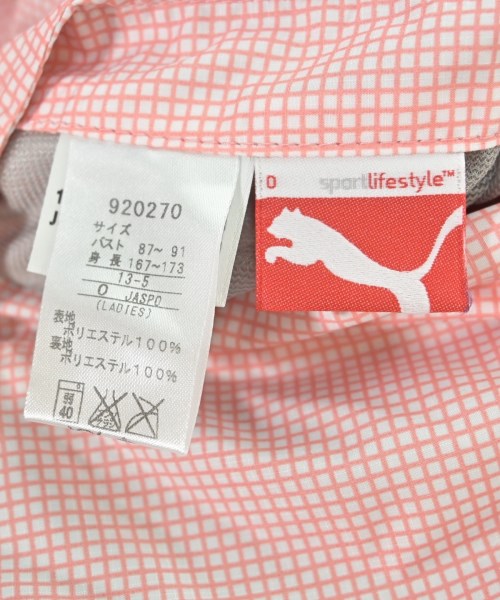 920270
サイズ
バスト 87~ 91
身 長 167~173
13-5
O JASPO
(LADIES)
表地
ポリエステル100%
裏地
ポリエステル100%
40
O sportlifestyle™